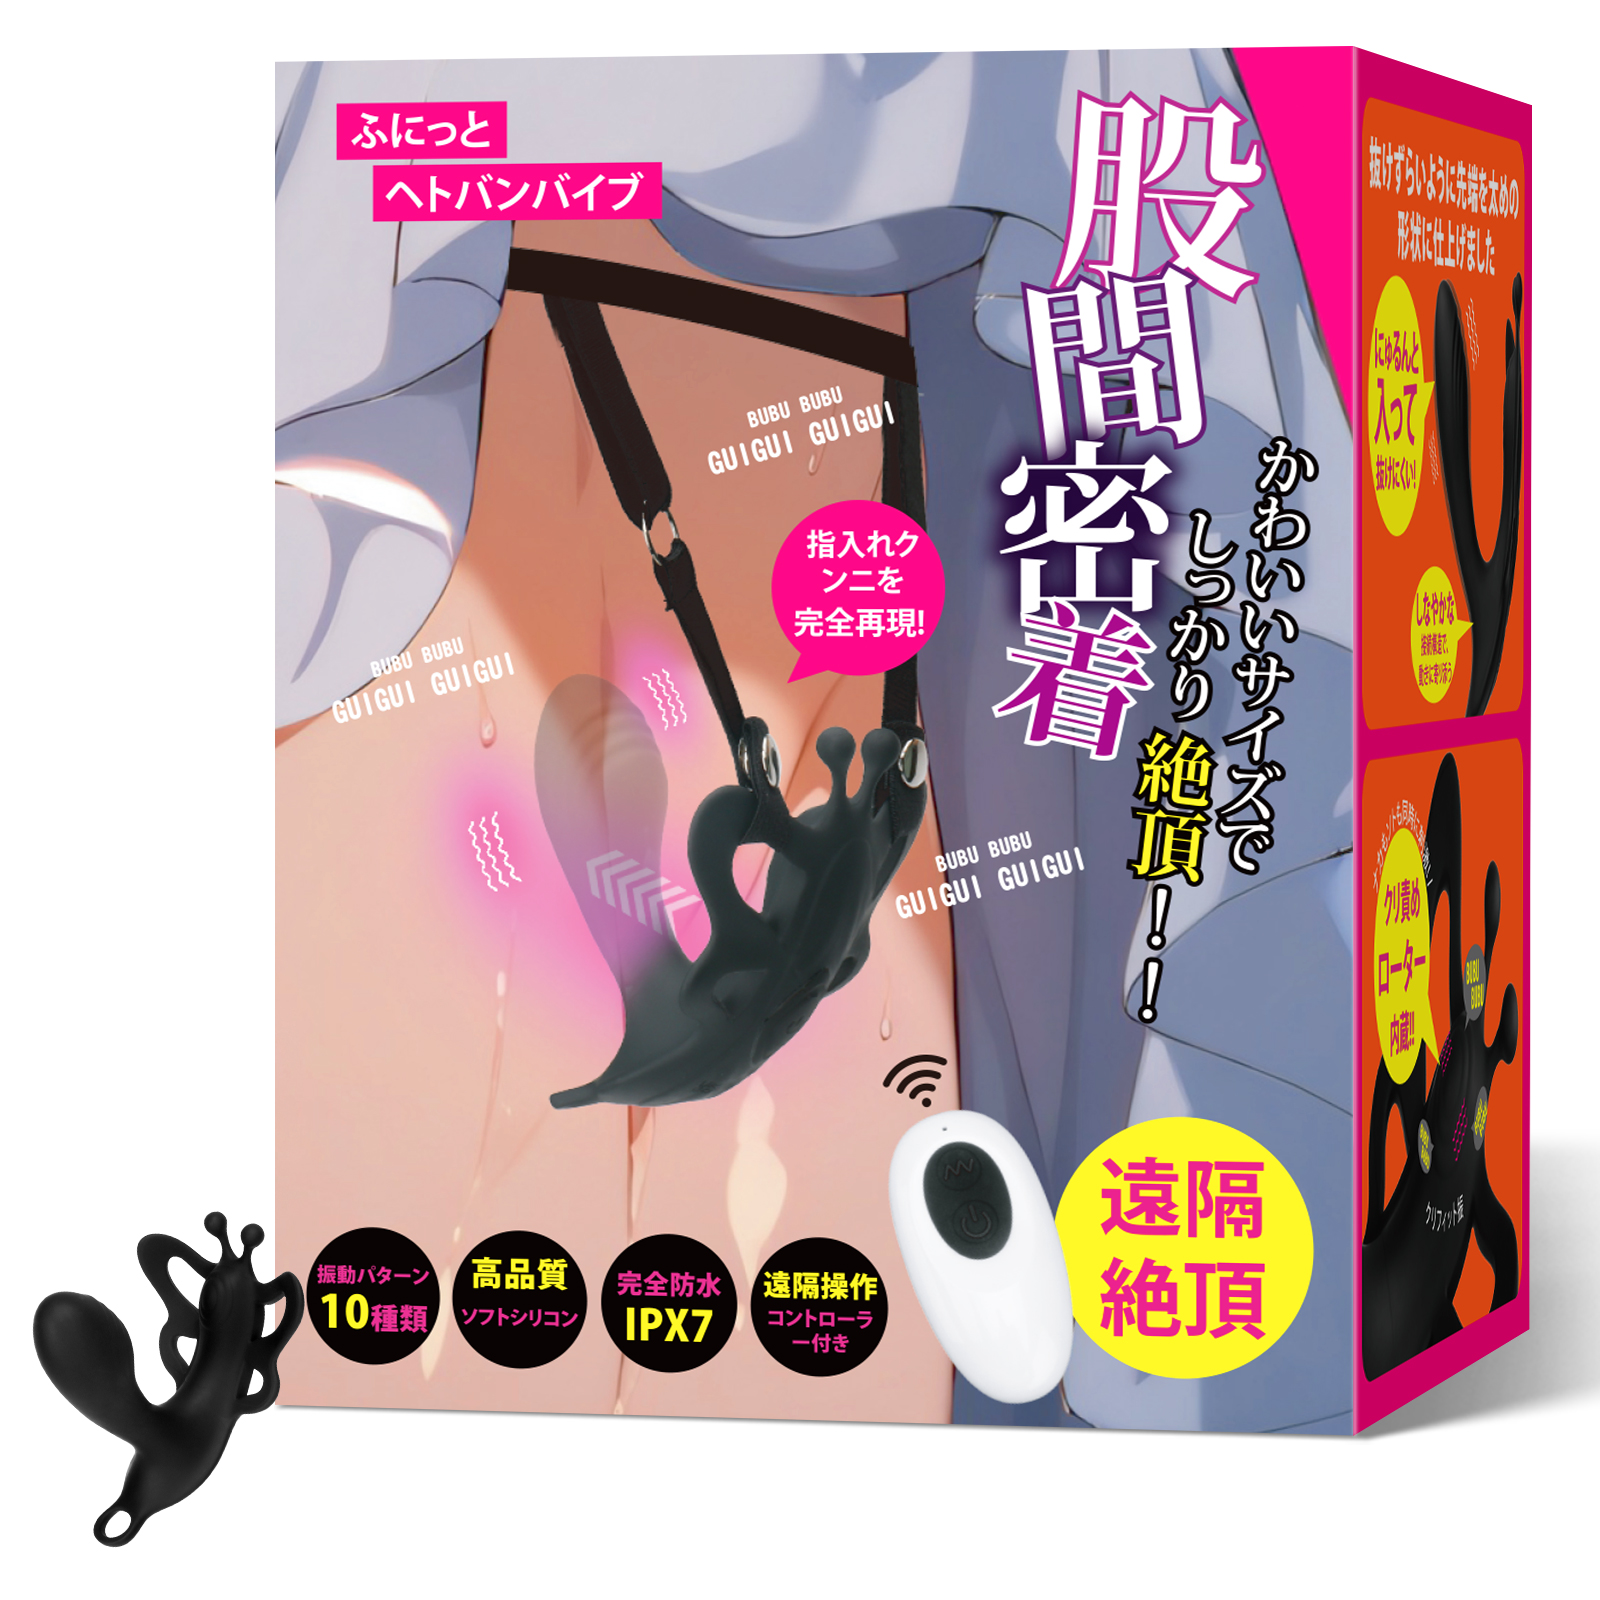 ふにっと
ヘトバンバイブ
股間密着
かわいいサイズで
しっかり絶頂!!
BUBU BUBU
GUIGUI GUIGUI
指入れク
ンニを
完全再現!
BUBU BUBU
GUIGUI GUIGUI
BUBU BUBU
GUIGUI GUIGUI
遠隔
絶頂
振動パターン
10種類
高品質
ソフトシリコン
完全防水
IPX7
遠隔操作
コントローラ
ー付き
抜けずらいように先端を太めの
形状に仕上げました
にゅるんと
入って
抜けにくい!
しなやかな
クリ責め
ローター
内蔵!!
BUBU
BUBU